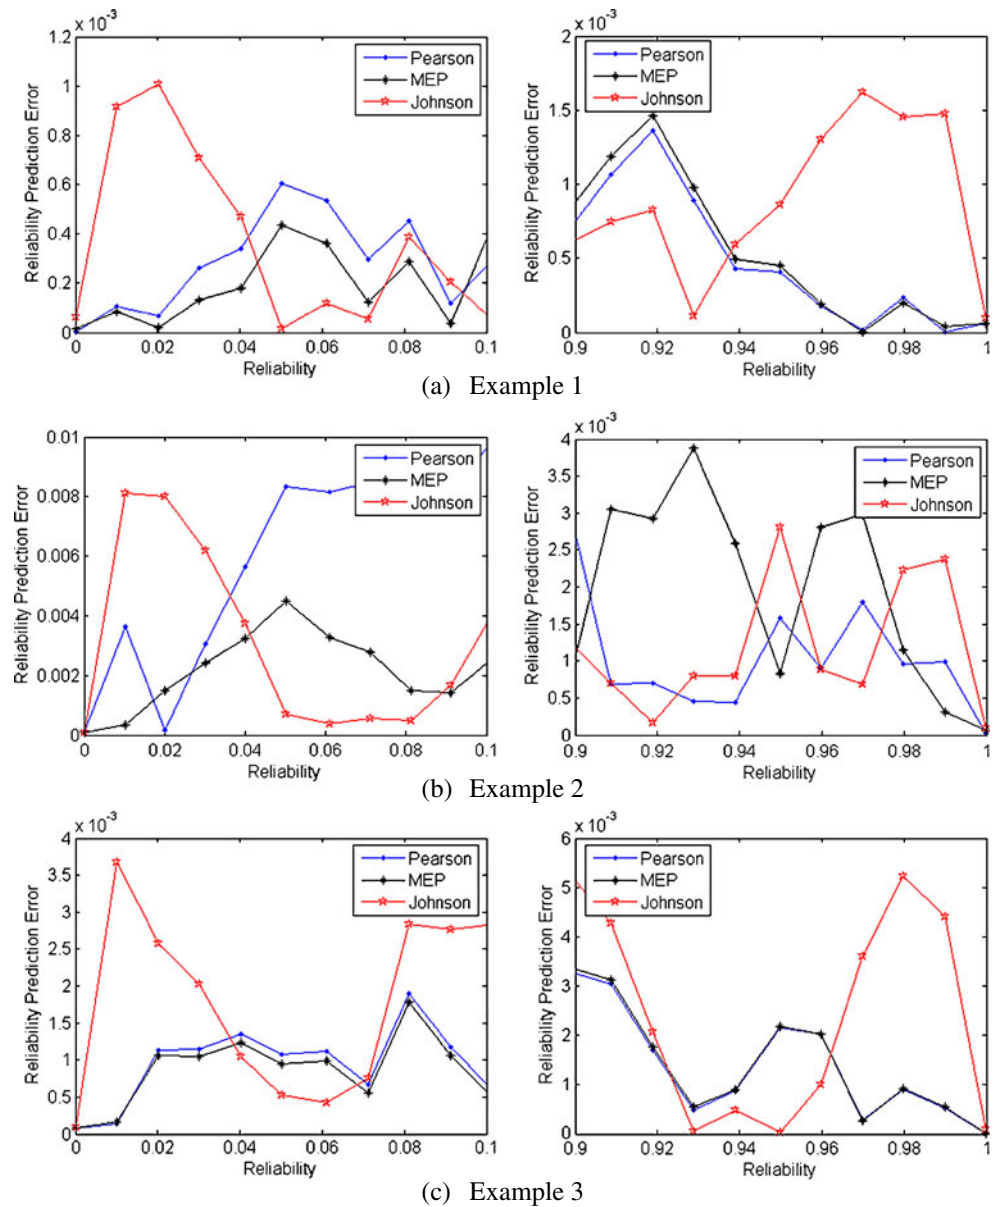 x 10⁻³
1.2
1
0.8
0.6
0.4
0.2
0
Reliability Prediction Error
Pearson
MEP
Johnson
0 0.02 0.04 0.06 0.08 0.1
Reliability
x 10⁻³
2
1.5
1
0.5
0
Reliability Prediction Error
Pearson
MEP
Johnson
0.9 0.92 0.94 0.96 0.98 1
Reliability
(a) Example 1
0.01
0.008
0.006
0.004
0.002
0
Reliability Prediction Error
Pearson
MEP
Johnson
0 0.02 0.04 0.06 0.08 0.1
Reliability
x 10⁻³
4
3.5
3
2.5
2
1.5
1
0.5
0
Reliability Prediction Error
Pearson
MEP
Johnson
0.9 0.92 0.94 0.96 0.98 1
Reliability
(b) Example 2
x 10⁻³
4
3.5
3
2.5
2
1.5
1
0.5
0
Reliability Prediction Error
Pearson
MEP
Johnson
0 0.02 0.04 0.06 0.08 0.1
Reliability
x 10⁻³
6
5
4
3
2
1
0
Reliability Prediction Error
Pearson
MEP
Johnson
0.9 0.92 0.94 0.96 0.98 1
Reliability
(c) Example 3